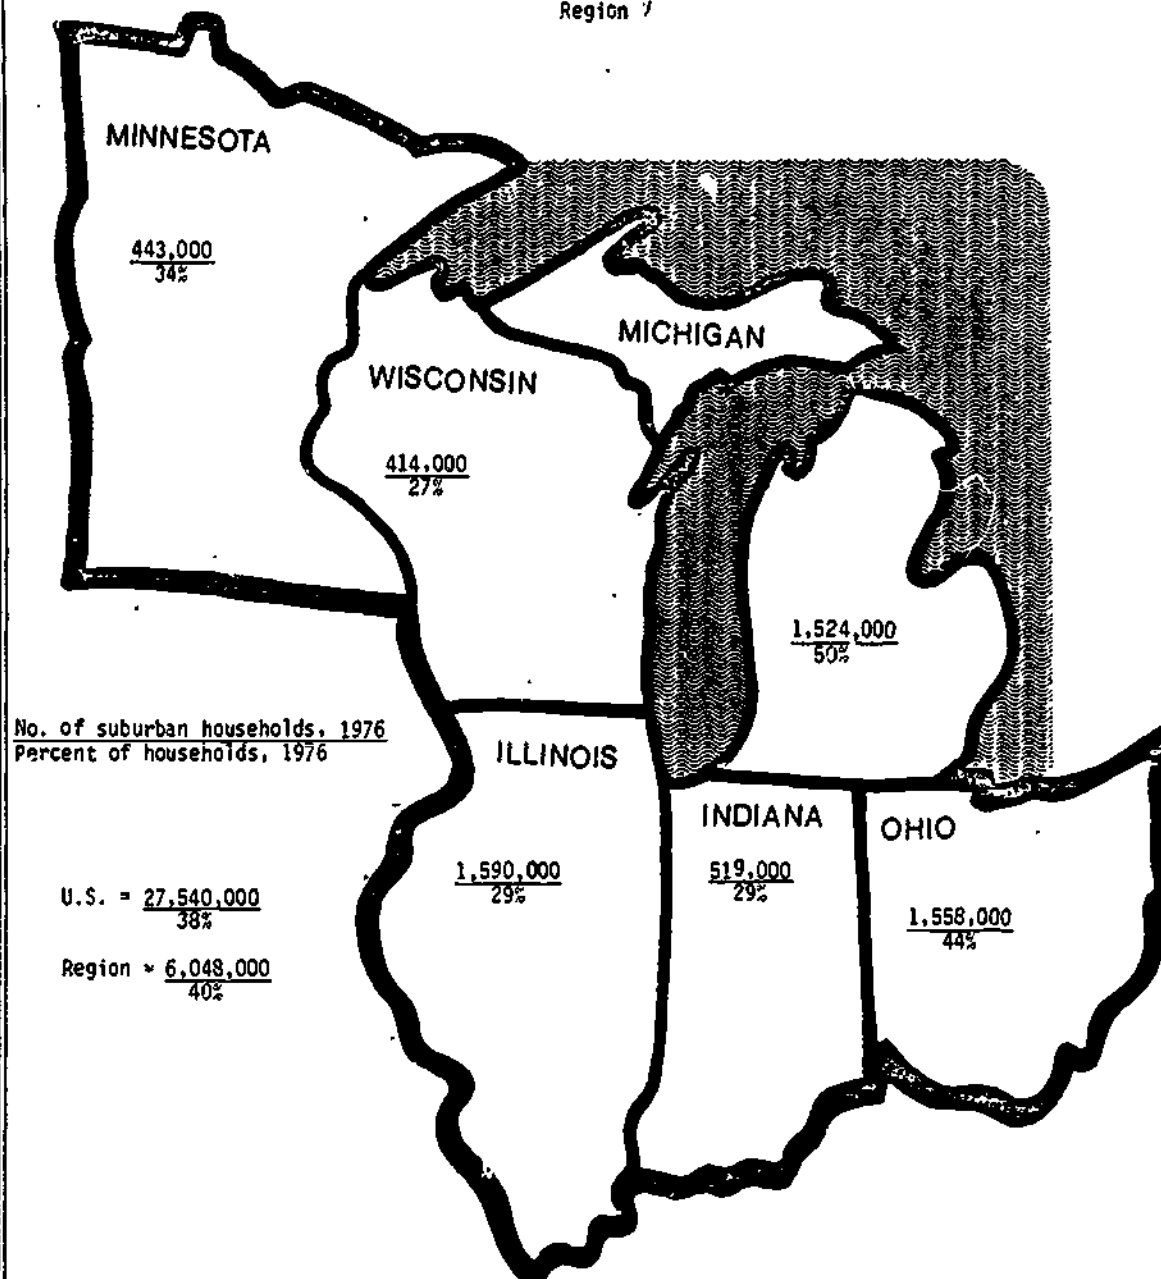 Region
MINNESOTA
443,000
34%
MICHIGAN
WISCONSIN
414,000
27%
1,524,000
50%
No. of suburban households, 1976
Percent of households, 1976
ILLINOIS
INDIANA
OHIO
1,590,000
29%
519,000
29%
1,558,000
44%
U.S. = 27,540,000
38%
Region = 6,048,000
40%